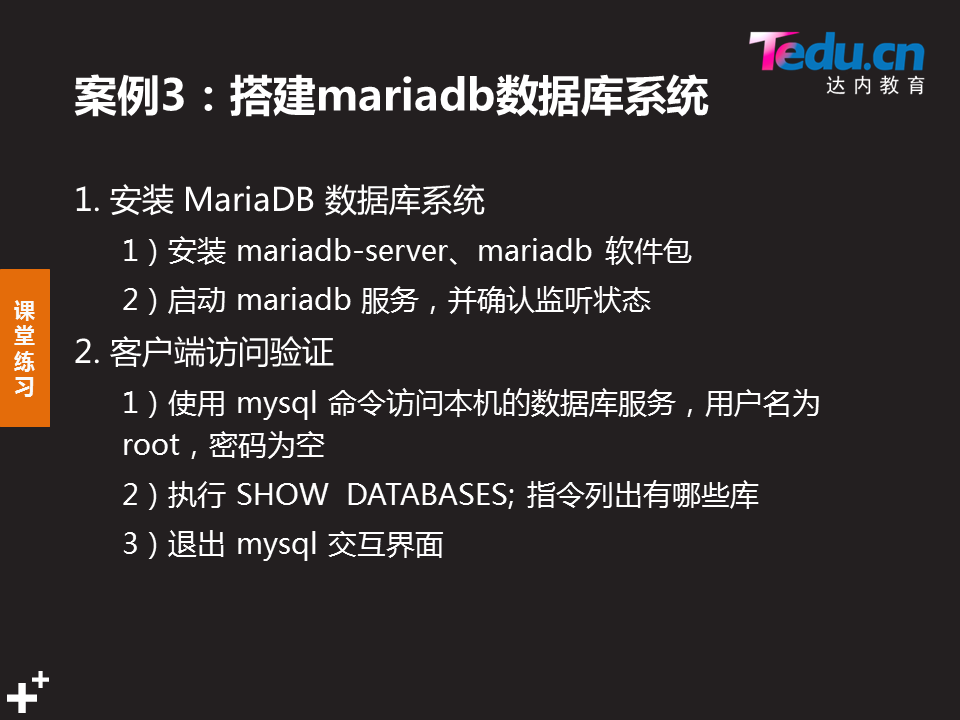 Tedu.cn
达内教育
案例3：搭建mariadb数据库系统
1. 安装 MariaDB 数据库系统
1）安装 mariadb-server、mariadb 软件包
2）启动 mariadb 服务，并确认监听状态
2. 客户端访问验证
1）使用 mysql 命令访问本机的数据库服务，用户名为
root，密码为空
2）执行 SHOW  DATABASES; 指令列出有哪些库
3）退出 mysql 交互界面
课
堂
练
习